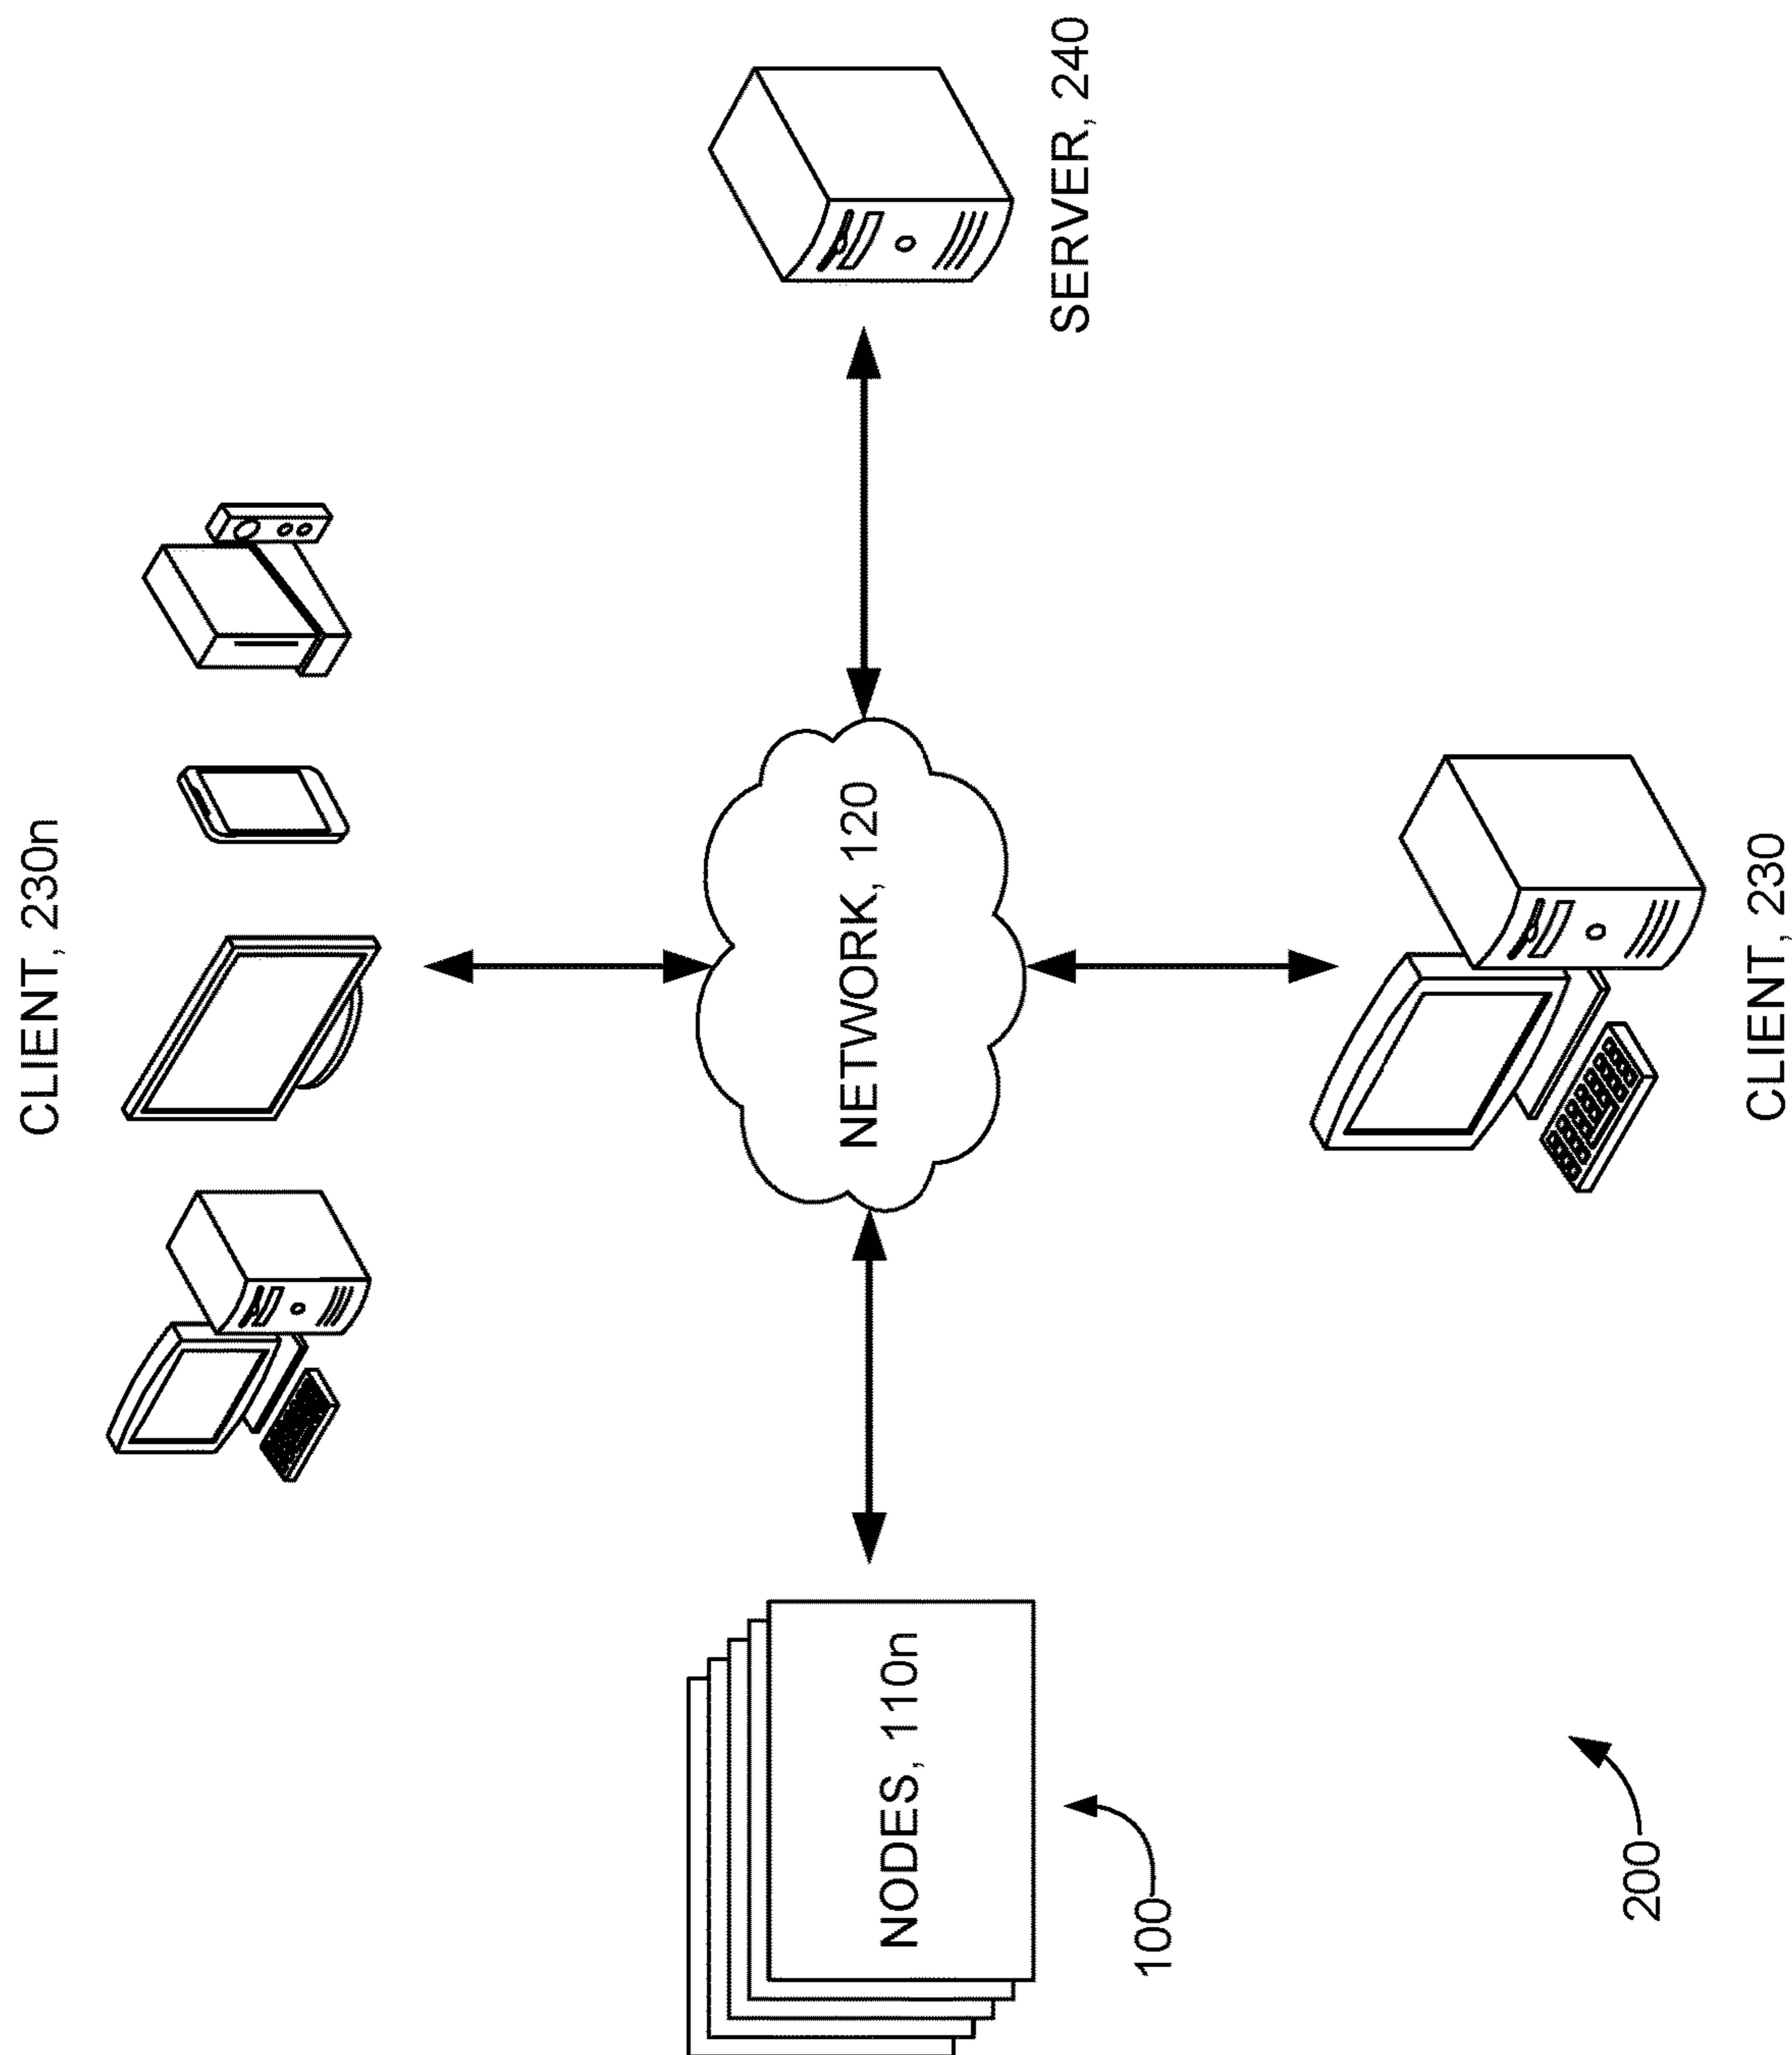 CLIENT, 230n
NETWORK, 120
SERVER, 240
NODES, 110n
100
200
CLIENT, 230